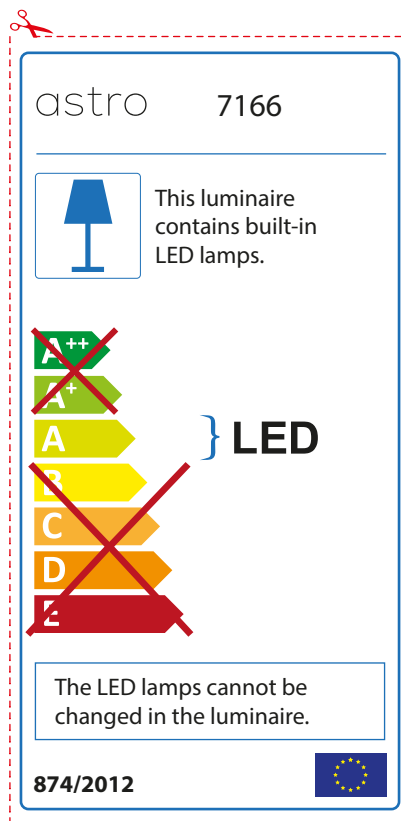 astro 7166
This luminaire
contains built-in
LED lamps.
A++
A+
A
} LED
B
C
D
E
The LED lamps cannot be
changed in the luminaire.
874/2012